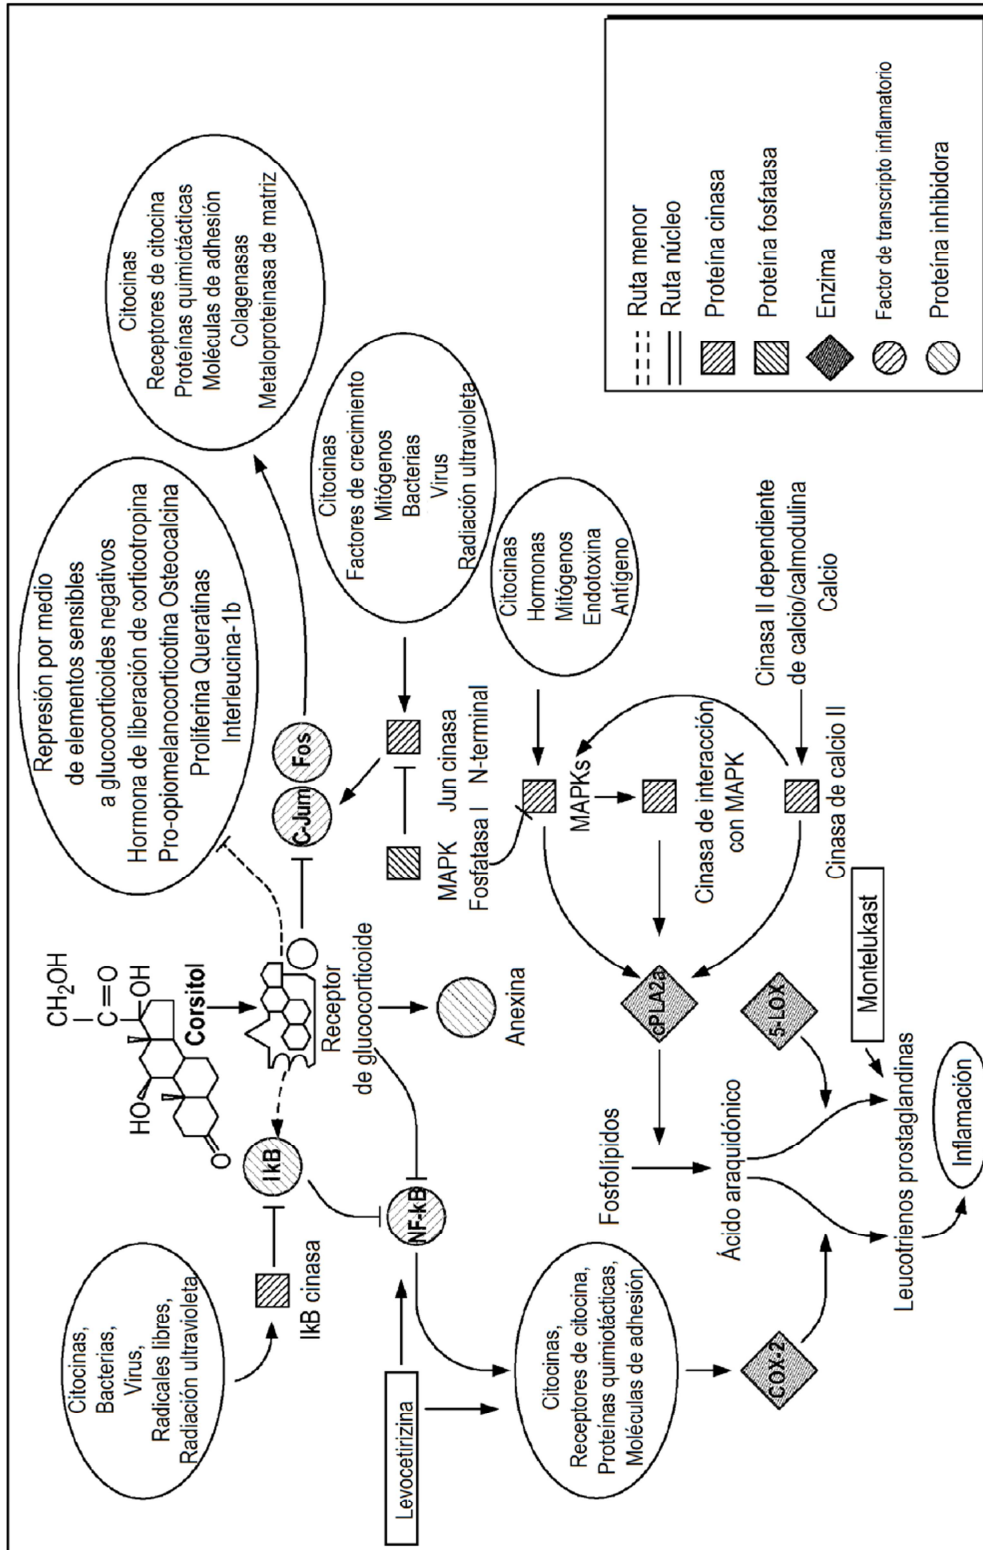 CH₂OH
C=O
OH
HO
O
Corsitol
Represión por medio
de elementos sensibles
a glucocorticoides negativos
Hormona de liberación de corticotropina
Pro-opiomelanocorticotina Osteocalcina
Proliferina Queratinas
Interleucina-1b
Citocinas
Receptores de citocina
Proteínas quimiotácticas
Moléculas de adhesión
Colagenasas
Metaloproteinasa de matriz
Citocinas,
Bacterias,
Virus,
Radicales libres,
Radiación ultravioleta
IkB cinasa
IkB
Receptor
de glucocorticoide
C-Jum
Fos
Citocinas
Factores de crecimiento
Mitógenos
Bacterias
Virus
Radiación ultravioleta
Levocetirizina
NF-kB
Anexina
MAPK
Fosfatasa I
Jun cinasa
N-terminal
Citocinas
Hormonas
Mitógenos
Endotoxina
Antígeno
MAPKs
Citocinas,
Receptores de citocina,
Proteínas quimiotácticas,
Moléculas de adhesión
Fosfolípidos
cPLA2a
Cinasa de interacción
con MAPK
Cinasa II dependiente
de calcio/calmodulina
Calcio
Cinasa de calcio II
COX-2
Ácido araquidónico
5-LOX
Montelukast
Leucotrienos prostaglandinas
Inflamación
Ruta menor
Ruta núcleo
Proteína cinasa
Proteína fosfatasa
Enzima
Factor de transcripto inflamatorio
Proteína inhibidora